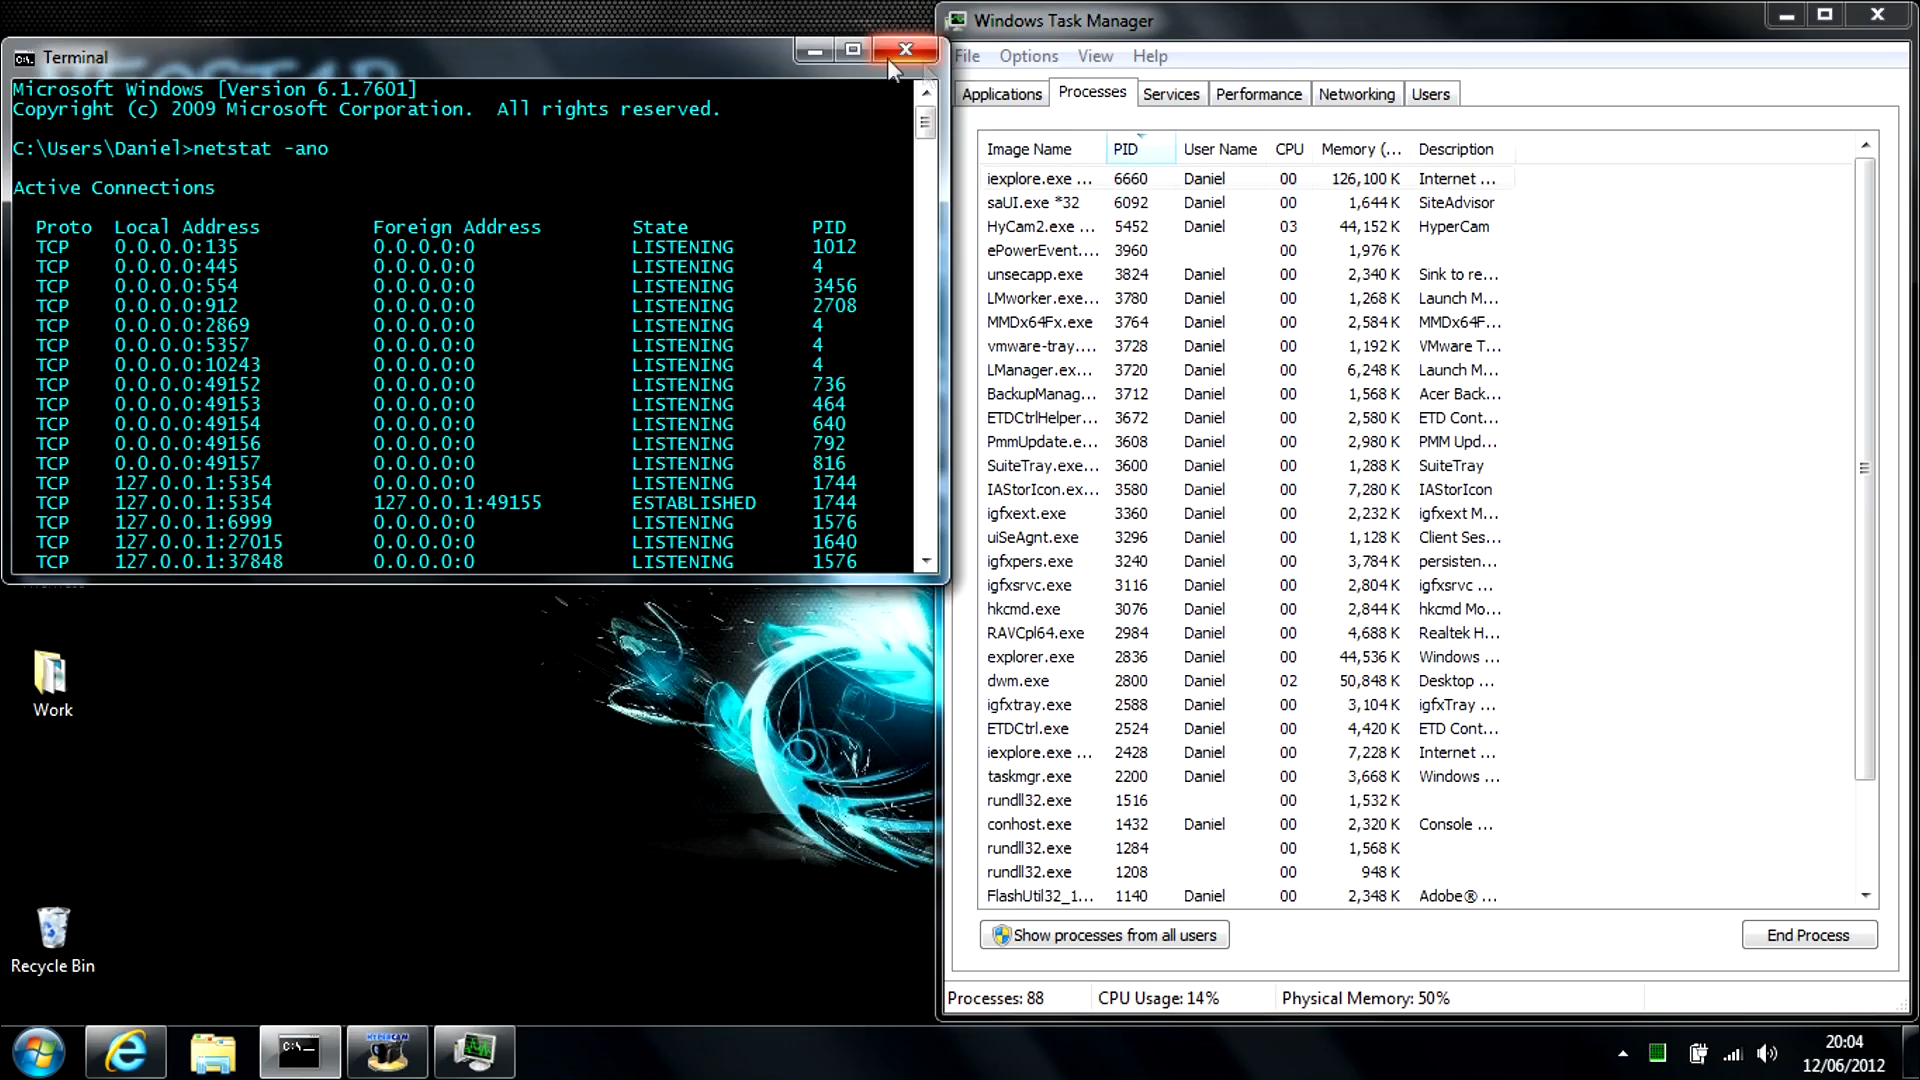 Terminal
Microsoft Windows [Version 6.1.7601]
Copyright (c) 2009 Microsoft Corporation.  All rights reserved.
C:\Users\Daniel>netstat -ano
Active Connections
Proto Local Address Foreign Address State PID
TCP 0.0.0.0:135 0.0.0.0:0 LISTENING 1012
TCP 0.0.0.0:445 0.0.0.0:0 LISTENING 4
TCP 0.0.0.0:554 0.0.0.0:0 LISTENING 3456
TCP 0.0.0.0:912 0.0.0.0:0 LISTENING 2708
TCP 0.0.0.0:2869 0.0.0.0:0 LISTENING 4
TCP 0.0.0.0:5357 0.0.0.0:0 LISTENING 4
TCP 0.0.0.0:10243 0.0.0.0:0 LISTENING 4
TCP 0.0.0.0:49152 0.0.0.0:0 LISTENING 736
TCP 0.0.0.0:49153 0.0.0.0:0 LISTENING 464
TCP 0.0.0.0:49154 0.0.0.0:0 LISTENING 640
TCP 0.0.0.0:49156 0.0.0.0:0 LISTENING 792
TCP 0.0.0.0:49157 0.0.0.0:0 LISTENING 816
TCP 127.0.0.1:5354 0.0.0.0:0 LISTENING 1744
TCP 127.0.0.1:5354 127.0.0.1:49155 ESTABLISHED 1744
TCP 127.0.0.1:6999 0.0.0.0:0 LISTENING 1576
TCP 127.0.0.1:27015 0.0.0.0:0 LISTENING 1640
TCP 127.0.0.1:37848 0.0.0.0:0 LISTENING 1576
Work
Recycle Bin
Windows Task Manager
File Options View Help
Applications Processes Services Performance Networking Users
Image Name PID User Name CPU Memory (... Description
iexplore.exe ... 6660 Daniel 00 126,100 K Internet ...
saUI.exe *32 6092 Daniel 00 1,644 K SiteAdvisor
HyCam2.exe ... 5452 Daniel 03 44,152 K HyperCam
ePowerEvent.... 3960 00 1,976 K
unsecapp.exe 3824 Daniel 00 2,340 K Sink to re...
LMworker.exe... 3780 Daniel 00 1,268 K Launch M...
MMDx64Fx.exe 3764 Daniel 00 2,584 K MMDx64F...
vmware-tray.... 3728 Daniel 00 1,192 K VMware T...
LManager.ex... 3720 Daniel 00 6,248 K Launch M...
BackupManag... 3712 Daniel 00 1,568 K Acer Back...
ETDCtrlHelper... 3672 Daniel 00 2,580 K ETD Cont...
PmmUpdate.e... 3608 Daniel 00 2,980 K PMM Upd...
SuiteTray.exe... 3600 Daniel 00 1,288 K SuiteTray
IAStorIcon.ex... 3580 Daniel 00 7,280 K IAStorIcon
igfxext.exe 3360 Daniel 00 2,232 K igfxext M...
uiSeAgnt.exe 3296 Daniel 00 1,128 K Client Ses...
igfxpers.exe 3240 Daniel 00 3,784 K persisten...
igfxsrvc.exe 3116 Daniel 00 2,804 K igfxsrvc ...
hkcmd.exe 3076 Daniel 00 2,844 K hkcmd Mo...
RAVCpl64.exe 2984 Daniel 00 4,688 K Realtek H...
explorer.exe 2836 Daniel 00 44,536 K Windows ...
dwm.exe 2800 Daniel 02 50,848 K Desktop ...
igfxtray.exe 2588 Daniel 00 3,104 K igfxTray ...
ETDCtrl.exe 2524 Daniel 00 4,420 K ETD Cont...
iexplore.exe ... 2428 Daniel 00 7,228 K Internet ...
taskmgr.exe 2200 Daniel 00 3,668 K Windows ...
rundll32.exe 1516 00 1,532 K
conhost.exe 1432 Daniel 00 2,320 K Console ...
rundll32.exe 1284 00 1,568 K
rundll32.exe 1208 00 948 K
FlashUtil32_1... 1140 Daniel 00 2,348 K Adobe® ...
Show processes from all users End Process
Processes: 88 CPU Usage: 14% Physical Memory: 50%
C:\_
HYPERCAM
20:04
12/06/2012